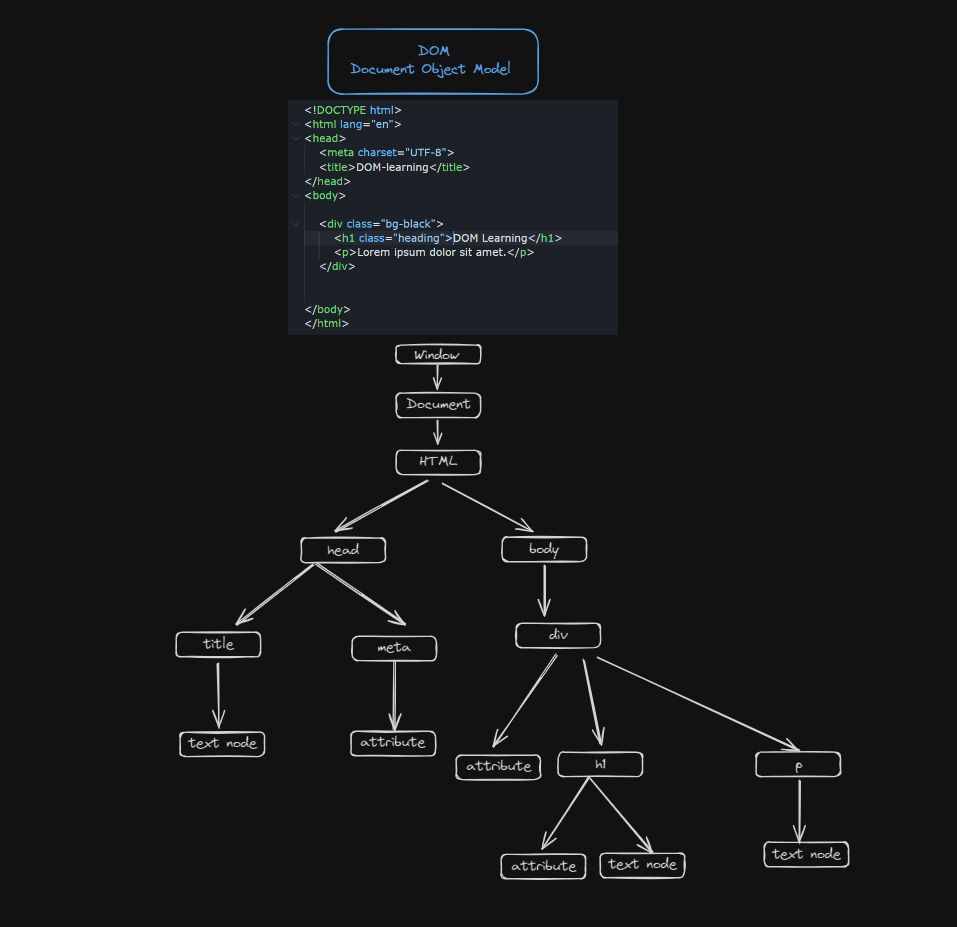 DOM
Document Object Model
<!DOCTYPE html>
<html lang="en">
<head>
<meta charset="UTF-8">
<title>DOM-learning</title>
</head>
<body>
<div class="bg-black">
<h1 class="heading">DOM Learning</h1>
<p>Lorem ipsum dolor sit amet.</p>
</div>
</body>
</html>
Window
Document
HTML
head
body
title
meta
div
text node
attribute
attribute
h1
p
attribute
text node
text node